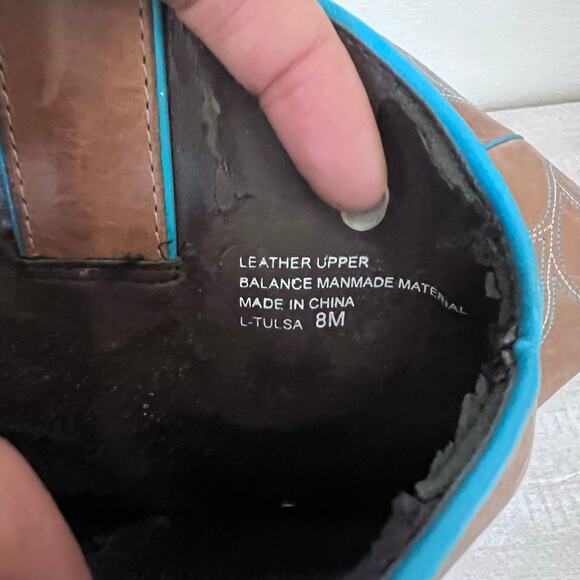 LEATHER UPPER
BALANCE MANMADE MATERIAL
MADE IN CHINA
L-TULSA 8M